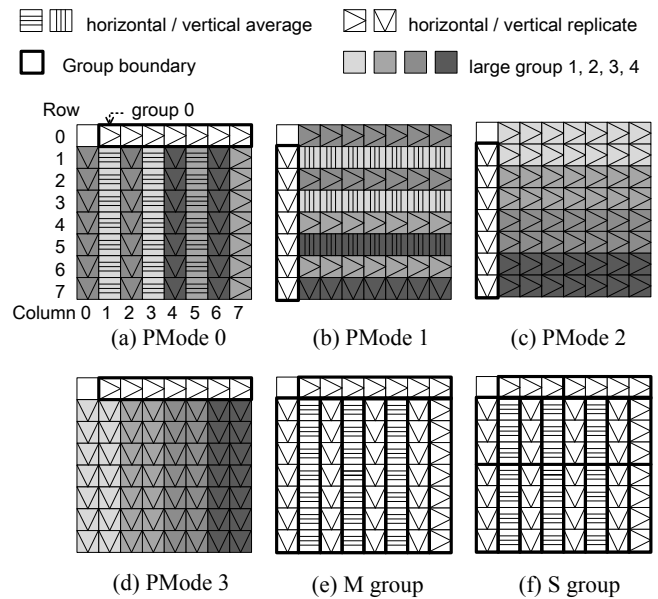 horizontal / vertical average
horizontal / vertical replicate
Group boundary
large group 1, 2, 3, 4
Row
group 0
0
1
2
3
4
5
6
7
Column 0 1 2 3 4 5 6 7
(a) PMode 0
(b) PMode 1
(c) PMode 2
(d) PMode 3
(e) M group
(f) S group